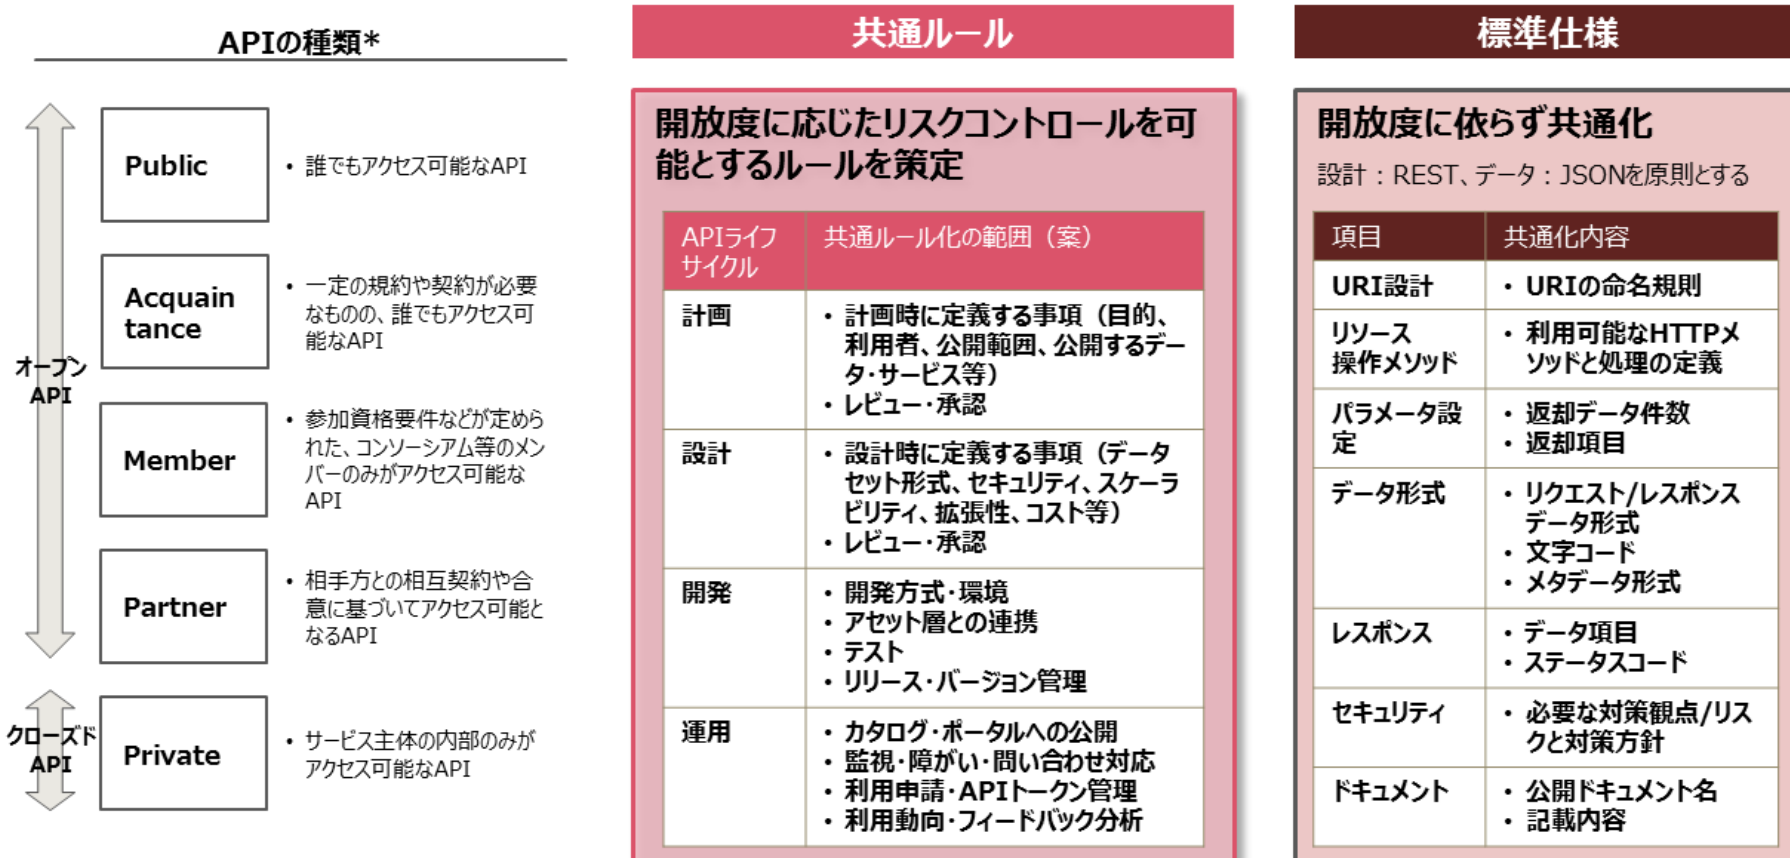 APIの種類*
オープン
API
クローズド
API
Public
・ 誰でもアクセス可能なAPI
Acquain
tance
・ 一定の規約や契約が必要
なものの、誰でもアクセス可
能なAPI
Member
・ 参加資格要件などが定めら
れた、コンソーシアム等のメン
バーのみがアクセス可能な
API
Partner
・ 相手方との相互契約や合
意に基づいてアクセス可能と
なるAPI
Private
・ サービス主体の内部のみが
アクセス可能なAPI
共通ルール
開放度に応じたリスクコントロールを可
能とするルールを策定
APIライフ
サイクル
共通ルール化の範囲（案）
計画
・ 計画時に定義する事項（目的、
利用者、公開範囲、公開するデー
タ・サービス等）
・ レビュー・承認
設計
・ 設計時に定義する事項（データ
セット形式、セキュリティ、スケーラ
ビリティ、拡張性、コスト等）
・ レビュー・承認
開発
・ 開発方式・環境
・ アセット層との連携
・ テスト
・ リリース・バージョン管理
運用
・ カタログ・ポータルへの公開
・ 監視・障がい・問い合わせ対応
・ 利用申請・APIトークン管理
・ 利用動向・フィードバック分析
標準仕様
開放度に依らず共通化
設計：REST、データ：JSONを原則とする
項目
共通化内容
URI設計
・ URIの命名規則
リソース
操作メソッド
・ 利用可能なHTTPメ
ソッドと処理の定義
パラメータ設
定
・ 返却データ件数
・ 返却項目
データ形式
・ リクエスト/レスポンス
データ形式
・ 文字コード
・ メタデータ形式
レスポンス
・ データ項目
・ ステータスコード
セキュリティ
・ 必要な対策観点/リス
クと対策方針
ドキュメント
・ 公開ドキュメント名
・ 記載内容